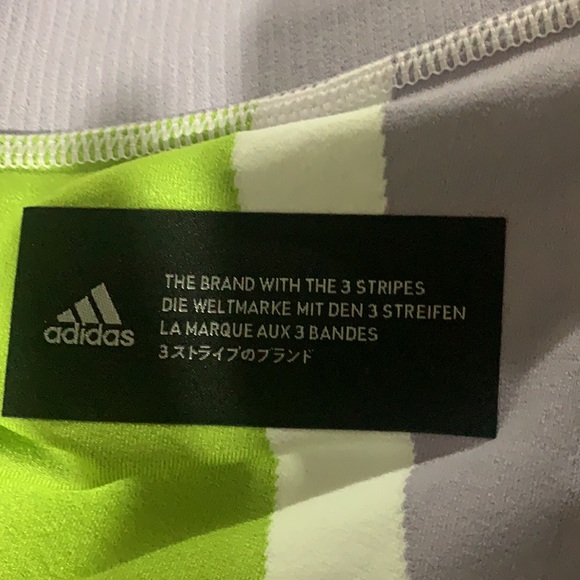 adidas
THE BRAND WITH THE 3 STRIPES
DIE WELTMARKE MIT DEN 3 STREIFEN
LA MARQUE AUX 3 BANDES
3ストライプのブランド